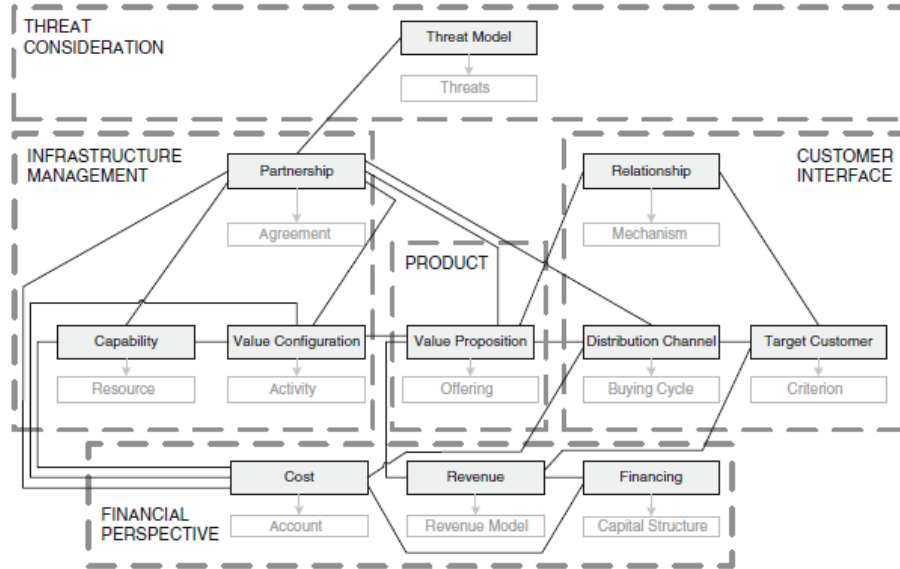 THREAT
CONSIDERATION
Threat Model
Threats
INFRASTRUCTURE
MANAGEMENT
Partnership
Agreement
Relationship
Mechanism
CUSTOMER
INTERFACE
PRODUCT
Capability
Resource
Value Configuration
Activity
Value Proposition
Offering
Distribution Channel
Buying Cycle
Target Customer
Criterion
FINANCIAL
PERSPECTIVE
Cost
Account
Revenue
Revenue Model
Financing
Capital Structure